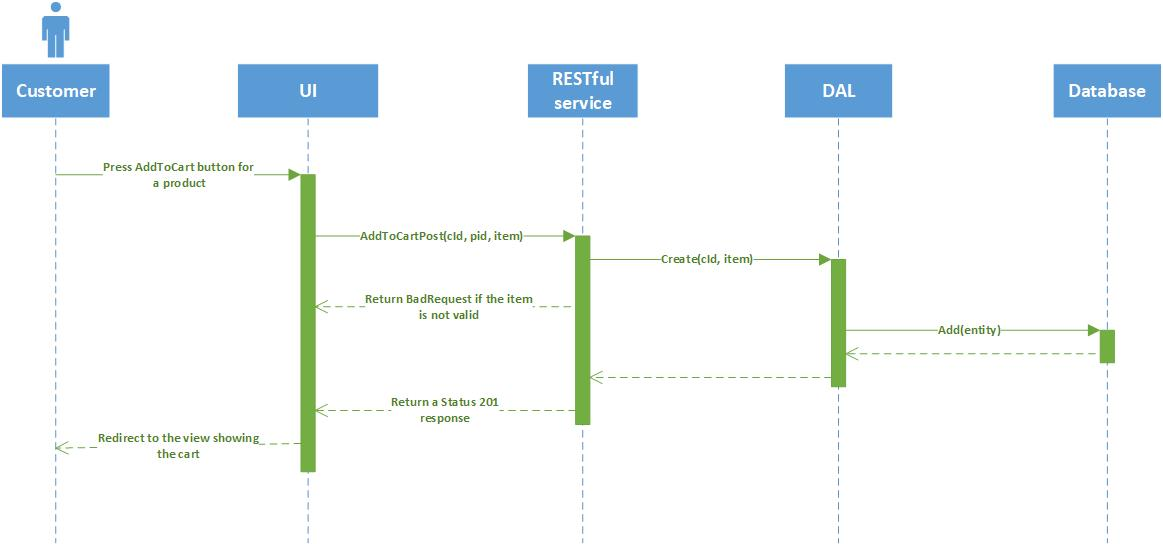 Customer
UI
RESTful
service
DAL
Database
Press AddToCart button for
a product
AddToCartPost(cId, pid, item)
Create(cId, item)
Return BadRequest if the item
is not valid
Add(entity)
Return a Status 201
response
Redirect to the view showing
the cart